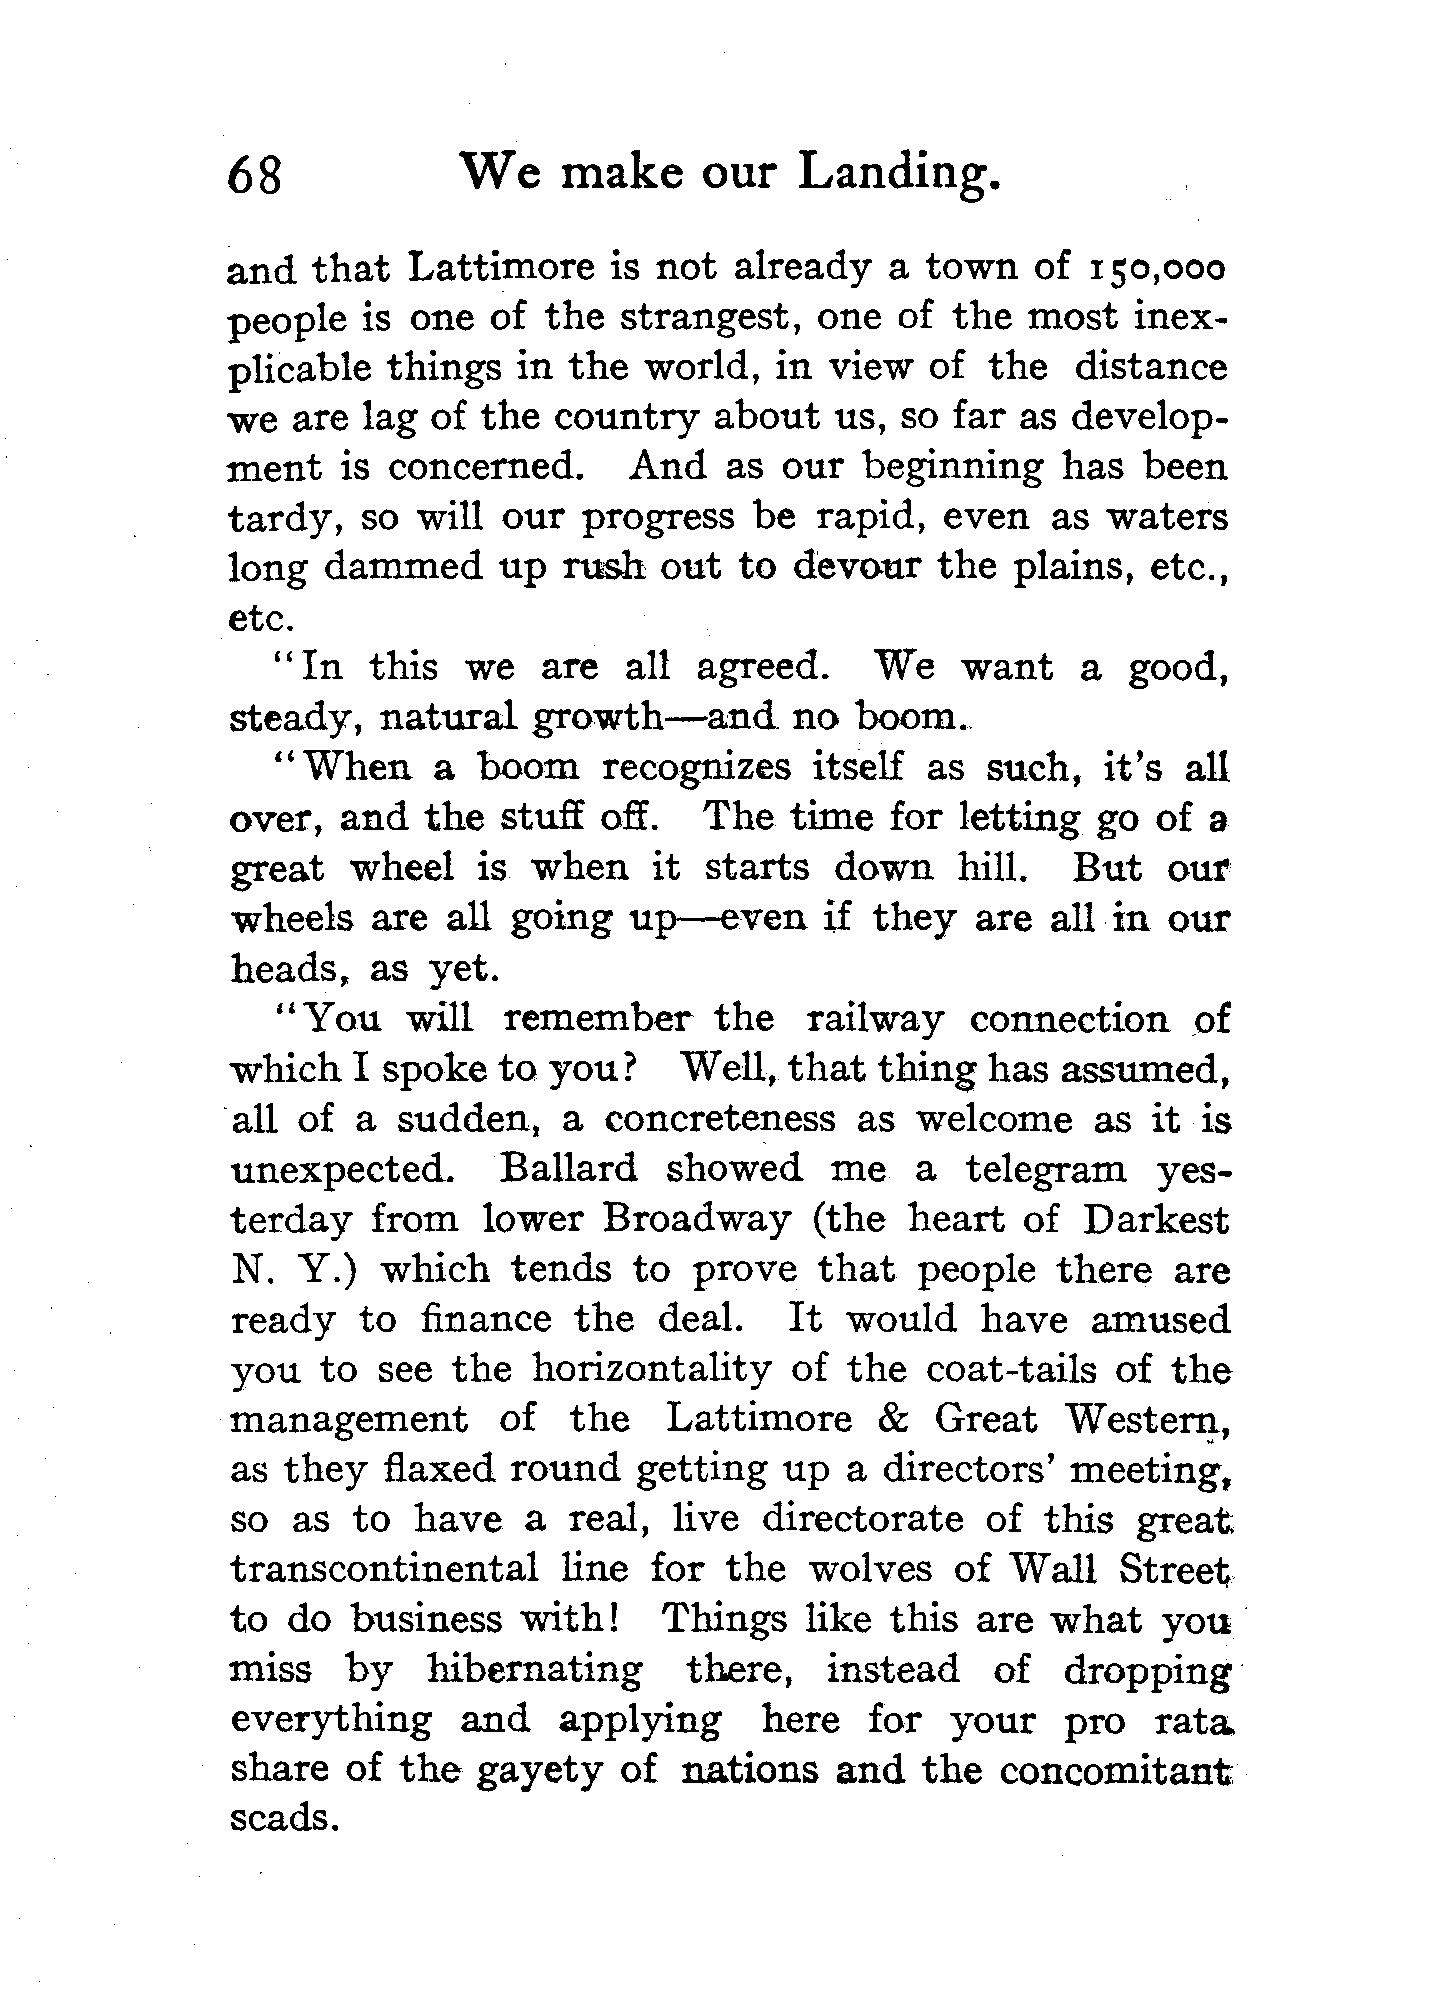 68 We make our Landing.
and that Lattimore is not already a town of 150,000
people is one of the strangest, one of the most inex-
plicable things in the world, in view of the distance
we are lag of the country about us, so far as develop-
ment is concerned. And as our beginning has been
tardy, so will our progress be rapid, even as waters
long dammed up rush out to devour the plains, etc.,
etc.
"In this we are all agreed. We want a good,
steady, natural growth—and no boom.
"When a boom recognizes itself as such, it's all
over, and the stuff off. The time for letting go of a
great wheel is when it starts down hill. But our
wheels are all going up—even if they are all in our
heads, as yet.
"You will remember the railway connection of
which I spoke to you? Well, that thing has assumed,
all of a sudden, a concreteness as welcome as it is
unexpected. Ballard showed me a telegram yes-
terday from lower Broadway (the heart of Darkest
N. Y.) which tends to prove that people there are
ready to finance the deal. It would have amused
you to see the horizontality of the coat-tails of the
management of the Lattimore & Great Western,
as they flaxed round getting up a directors' meeting,
so as to have a real, live directorate of this great
transcontinental line for the wolves of Wall Street
to do business with! Things like this are what you
miss by hibernating there, instead of dropping
everything and applying here for your pro rata
share of the gayety of nations and the concomitant
scads.